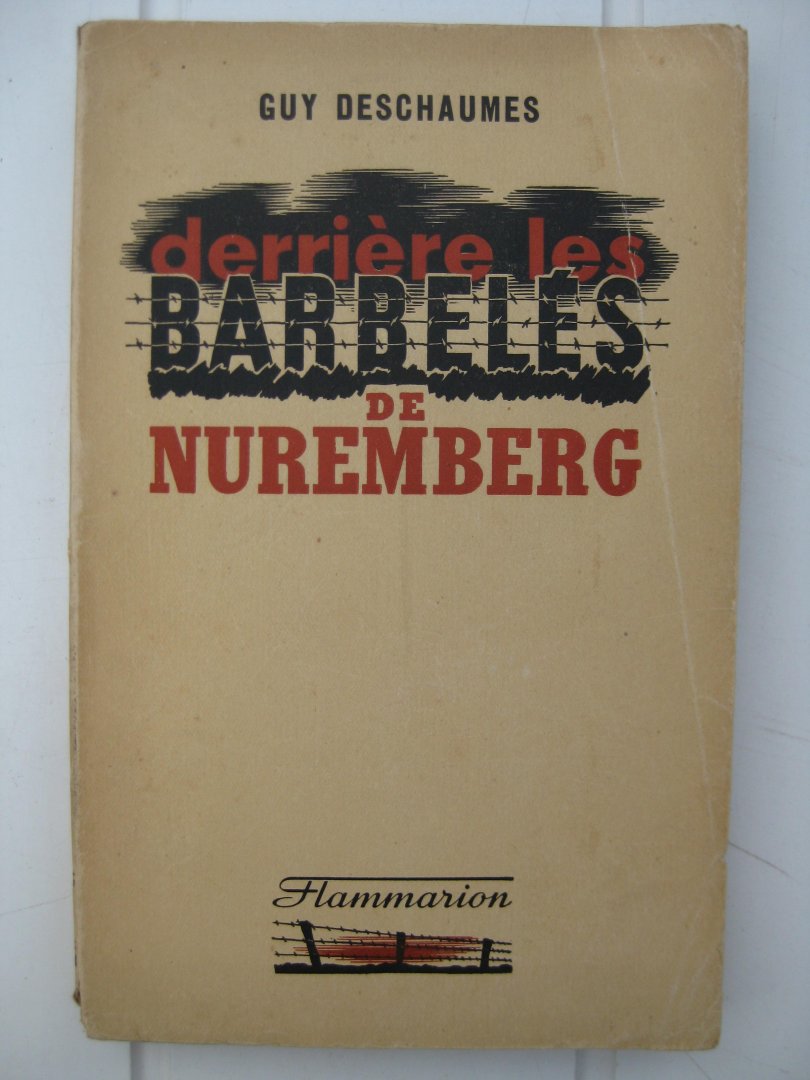 GUY DESCHAUMES
derrière les
BARBELÉS
DE
NUREMBERG
Flammarion